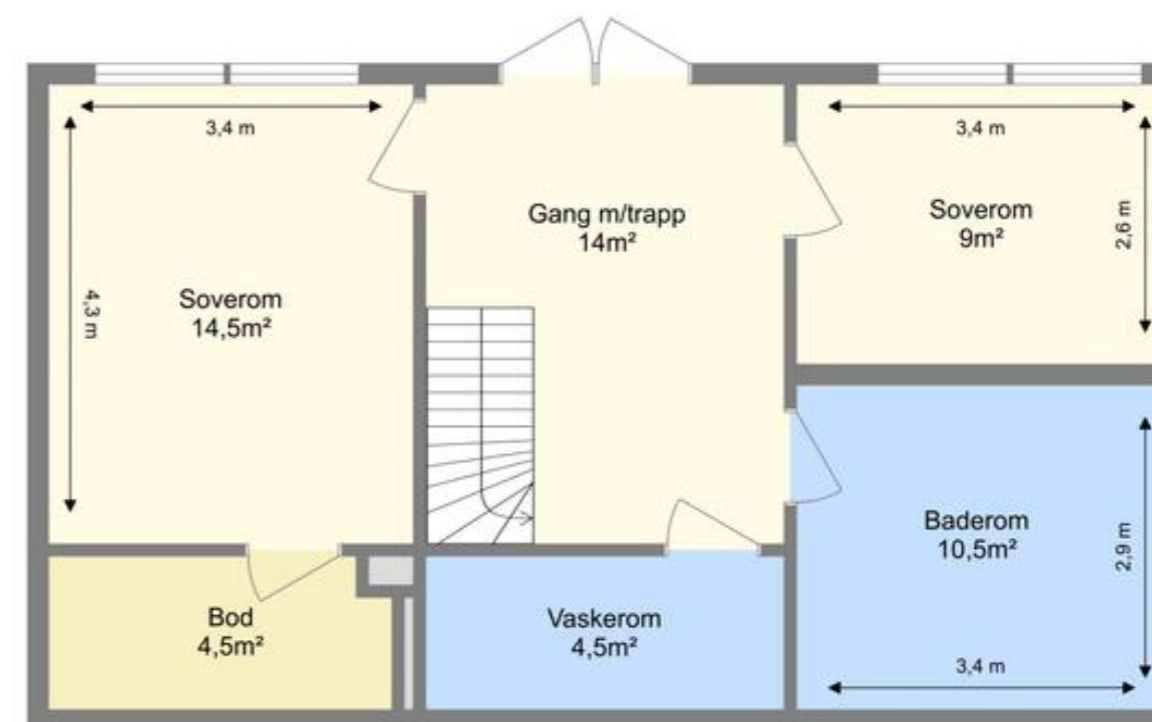 3,4 m
4,3 m
Soverom
14,5m²
Gang m/trapp
14m²
3,4 m
Soverom
9m²
2,6 m
Bod
4,5m²
Vaskerom
4,5m²
Baderom
10,5m²
2,9 m
3,4 m